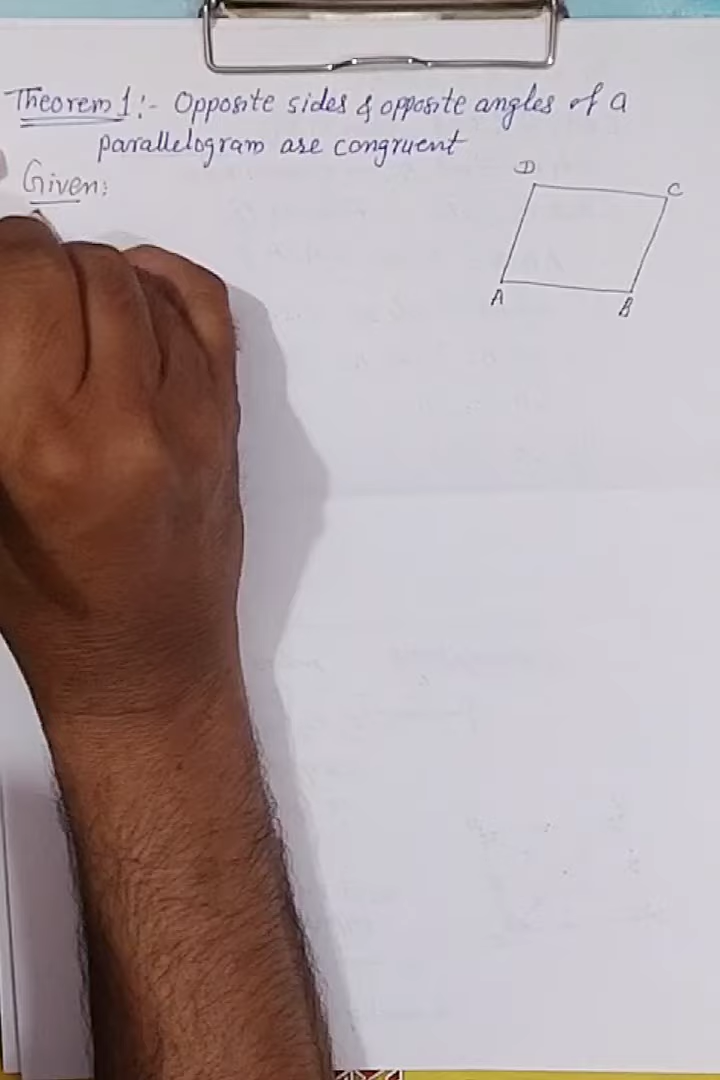 Theorem 1:- Opposite sides & opposite angles of a
parallelogram are congruent
Given:
D
C
A
B